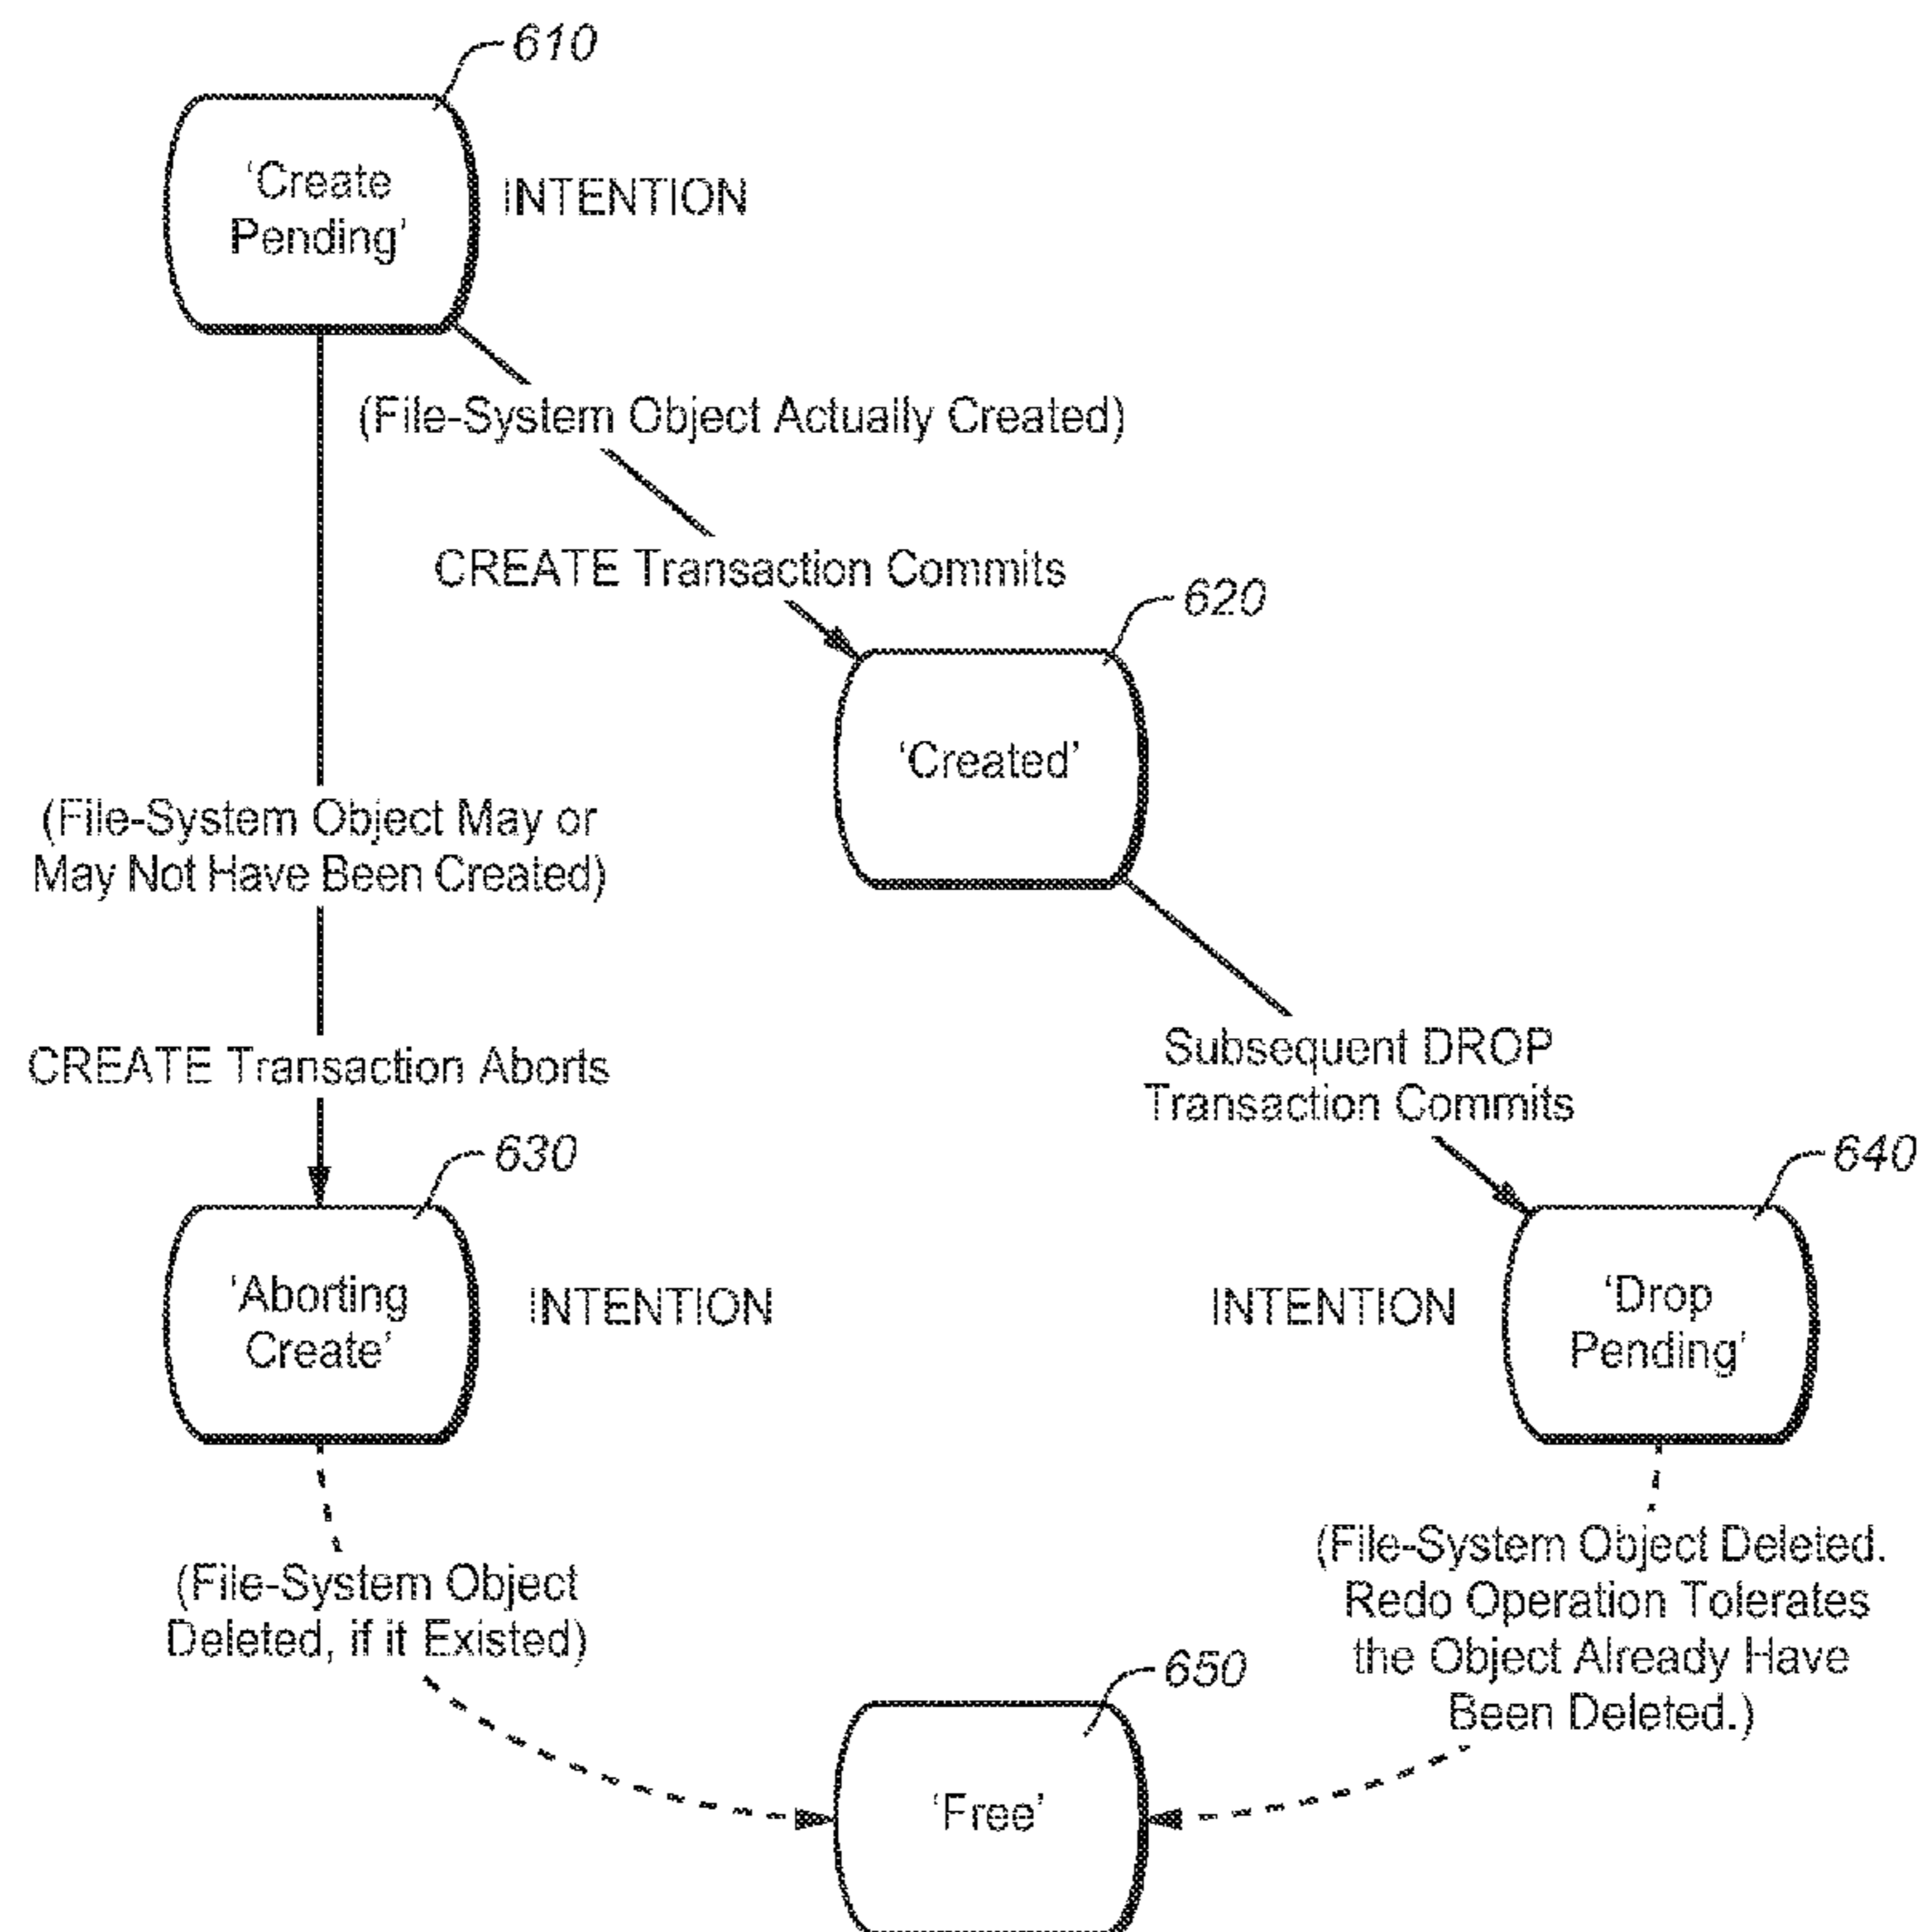 610
‘Create
Pending’
INTENTION
(File-System Object Actually Created)
CREATE Transaction Commits
620
‘Created’
(File-System Object May or
May Not Have Been Created)
CREATE Transaction Aborts
Subsequent DROP
Transaction Commits
630
‘Aborting
Create’
INTENTION
INTENTION
640
‘Drop
Pending’
(File-System Object
Deleted, if it Existed)
(File-System Object Deleted.
Redo Operation Tolerates
the Object Already Have
Been Deleted.)
650
‘Free’